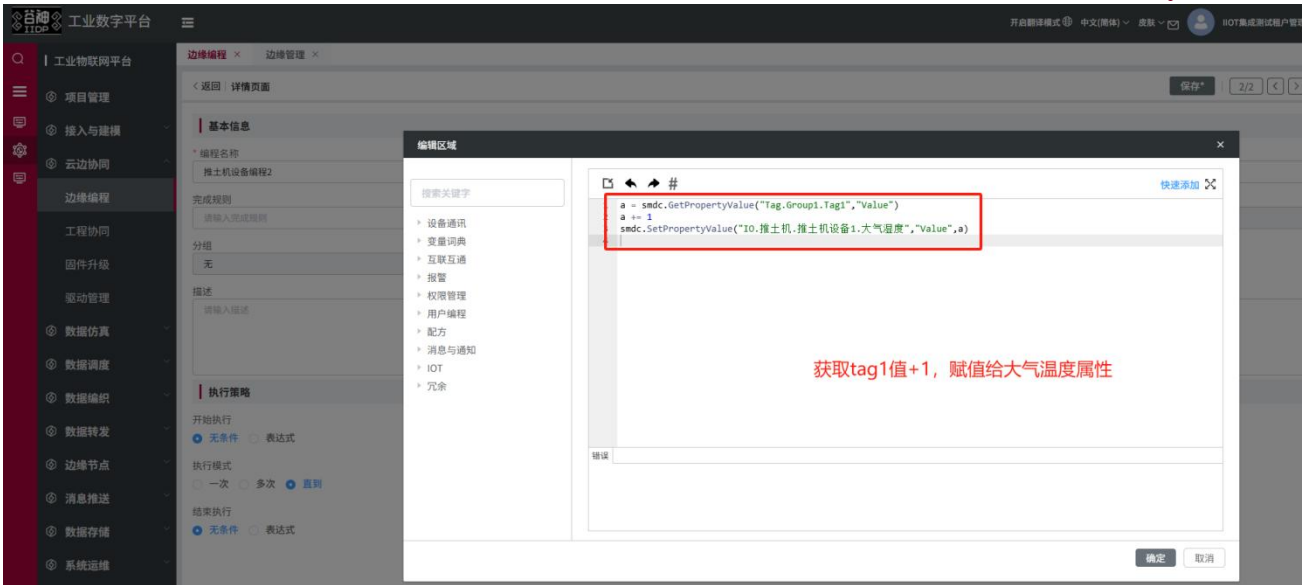 谷神 IIDP 工业数字平台
开启翻译模式 中文(简体) 皮肤 IIOT集成测试租户管理
工业物联网平台
边缘编程 × 边缘管理 ×
< 返回 详情页面
保存* 2/2 < >
项目管理
接入与建模
云边协同
边缘编程
工程协同
固件升级
驱动管理
数据仿真
数据调度
数据编织
数据转发
边缘节点
消息推送
数据存储
系统运维
基本信息
* 编程名称
推土机设备编程2
完成规则
请输入完成规则
分组
无
描述
请输入描述
执行策略
开始执行
无条件 表达式
执行模式
一次 多次 直到
结束执行
无条件 表达式
编辑区域 ×
搜索关键字
设备通讯
变量词典
互联互通
报警
权限管理
用户编程
配方
消息与通知
IOT
冗余
# 快速添加
a = smdc.GetPropertyValue("Tag.Group1.Tag1","Value")
2 a += 1
smdc.SetPropertyValue("IO.推土机.推土机设备1.大气温度","Value",a)
获取tag1值+1，赋值给大气温度属性
错误
确定 取消